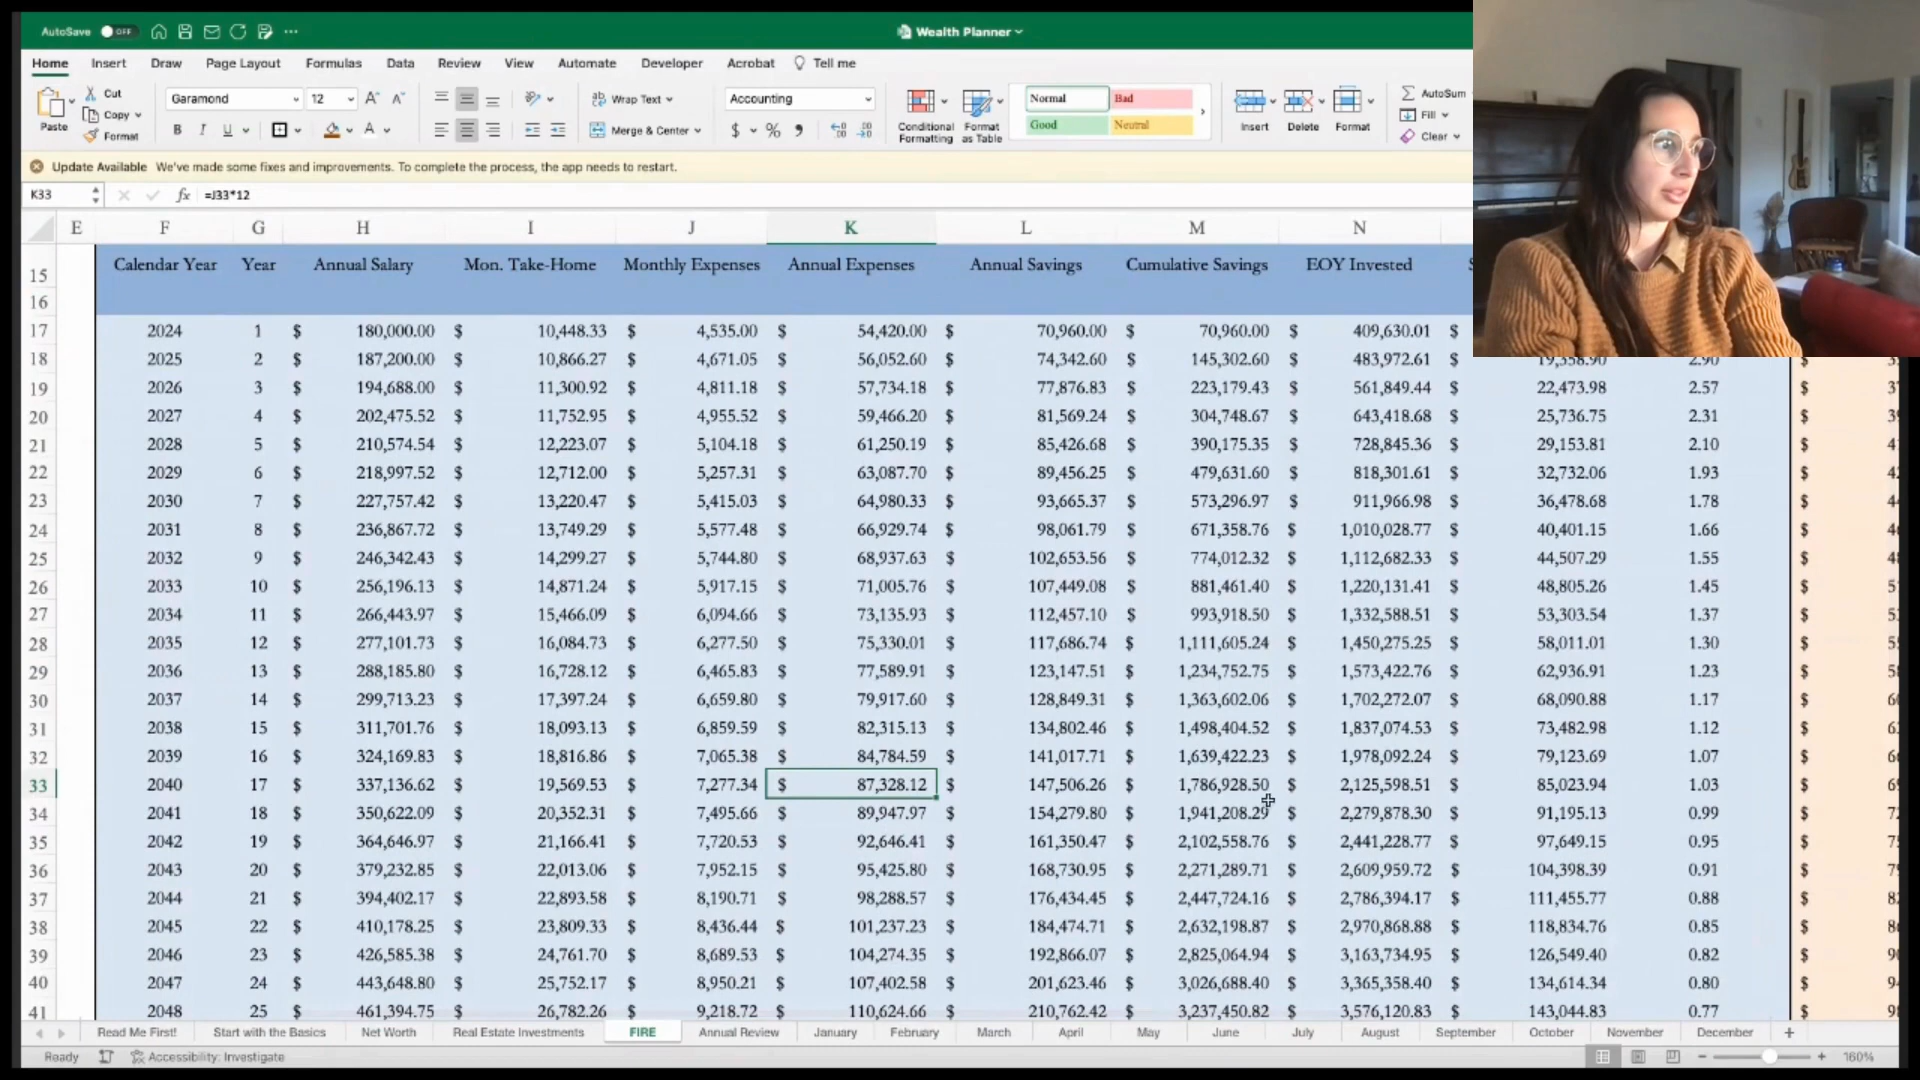 AutoSave OFF Wealth Planner
Home Insert Draw Page Layout Formulas Data Review View Automate Developer Acrobat Tell me
Paste Cut Copy Format
Garamond 12
B I U A
Wrap Text
Merge & Center
Accounting
$ % 9
Conditional Formatting
Format as Table
Normal Bad
Good Neutral
Insert Delete Format
AutoSum
Fill
Clear
Update Available We've made some fixes and improvements. To complete the process, the app needs to restart.
K33 fx =J33*12
E F G H I J K L M N
15 Calendar Year Year Annual Salary Mon. Take-Home Monthly Expenses Annual Expenses Annual Savings Cumulative Savings EOY Invested
16
17 2024 1 $ 180,000.00 $ 10,448.33 $ 4,535.00 $ 54,420.00 $ 70,960.00 $ 70,960.00 $ 409,630.01 $
18 2025 2 $ 187,200.00 $ 10,866.27 $ 4,671.05 $ 56,052.60 $ 74,342.60 $ 145,302.60 $ 483,972.61 $ 19,358.90 2.90 $
19 2026 3 $ 194,688.00 $ 11,300.92 $ 4,811.18 $ 57,734.18 $ 77,876.83 $ 223,179.43 $ 561,849.44 $ 22,473.98 2.57 $
20 2027 4 $ 202,475.52 $ 11,752.95 $ 4,955.52 $ 59,466.20 $ 81,569.24 $ 304,748.67 $ 643,418.68 $ 25,736.75 2.31 $
21 2028 5 $ 210,574.54 $ 12,223.07 $ 5,104.18 $ 61,250.19 $ 85,426.68 $ 390,175.35 $ 728,845.36 $ 29,153.81 2.10 $
22 2029 6 $ 218,997.52 $ 12,712.00 $ 5,257.31 $ 63,087.70 $ 89,456.25 $ 479,631.60 $ 818,301.61 $ 32,732.06 1.93 $
23 2030 7 $ 227,757.42 $ 13,220.47 $ 5,415.03 $ 64,980.33 $ 93,665.37 $ 573,296.97 $ 911,966.98 $ 36,478.68 1.78 $
24 2031 8 $ 236,867.72 $ 13,749.29 $ 5,577.48 $ 66,929.74 $ 98,061.79 $ 671,358.76 $ 1,010,028.77 $ 40,401.15 1.66 $
25 2032 9 $ 246,342.43 $ 14,299.27 $ 5,744.80 $ 68,937.63 $ 102,653.56 $ 774,012.32 $ 1,112,682.33 $ 44,507.29 1.55 $
26 2033 10 $ 256,196.13 $ 14,871.24 $ 5,917.15 $ 71,005.76 $ 107,449.08 $ 881,461.40 $ 1,220,131.41 $ 48,805.26 1.45 $
27 2034 11 $ 266,443.97 $ 15,466.09 $ 6,094.66 $ 73,135.93 $ 112,457.10 $ 993,918.50 $ 1,332,588.51 $ 53,303.54 1.37 $
28 2035 12 $ 277,101.73 $ 16,084.73 $ 6,277.50 $ 75,330.01 $ 117,686.74 $ 1,111,605.24 $ 1,450,275.25 $ 58,011.01 1.30 $
29 2036 13 $ 288,185.80 $ 16,728.12 $ 6,465.83 $ 77,589.91 $ 123,147.51 $ 1,234,752.75 $ 1,573,422.76 $ 62,936.91 1.23 $
30 2037 14 $ 299,713.23 $ 17,397.24 $ 6,659.80 $ 79,917.60 $ 128,849.31 $ 1,363,602.06 $ 1,702,272.07 $ 68,090.88 1.17 $
31 2038 15 $ 311,701.76 $ 18,093.13 $ 6,859.59 $ 82,315.13 $ 134,802.46 $ 1,498,404.52 $ 1,837,074.53 $ 73,482.98 1.12 $
32 2039 16 $ 324,169.83 $ 18,816.86 $ 7,065.38 $ 84,784.59 $ 141,017.71 $ 1,639,422.23 $ 1,978,092.24 $ 79,123.69 1.07 $
33 2040 17 $ 337,136.62 $ 19,569.53 $ 7,277.34 $ 87,328.12 $ 147,506.26 $ 1,786,928.50 $ 2,125,598.51 $ 85,023.94 1.03 $
34 2041 18 $ 350,622.09 $ 20,352.31 $ 7,495.66 $ 89,947.97 $ 154,279.80 $ 1,941,208.29 $ 2,279,878.30 $ 91,195.13 0.99 $
35 2042 19 $ 364,646.97 $ 21,166.41 $ 7,720.53 $ 92,646.41 $ 161,350.47 $ 2,102,558.76 $ 2,441,228.77 $ 97,649.15 0.95 $
36 2043 20 $ 379,232.85 $ 22,013.06 $ 7,952.15 $ 95,425.80 $ 168,730.95 $ 2,271,289.71 $ 2,609,959.72 $ 104,398.39 0.91 $
37 2044 21 $ 394,402.17 $ 22,893.58 $ 8,190.71 $ 98,288.57 $ 176,434.45 $ 2,447,724.16 $ 2,786,394.17 $ 111,455.77 0.88 $
38 2045 22 $ 410,178.25 $ 23,809.33 $ 8,436.44 $ 101,237.23 $ 184,474.71 $ 2,632,198.87 $ 2,970,868.88 $ 118,834.76 0.85 $
39 2046 23 $ 426,585.38 $ 24,761.70 $ 8,689.53 $ 104,274.35 $ 192,866.07 $ 2,825,064.94 $ 3,163,734.95 $ 126,549.40 0.82 $
40 2047 24 $ 443,648.80 $ 25,752.17 $ 8,950.21 $ 107,402.58 $ 201,623.46 $ 3,026,688.40 $ 3,365,358.40 $ 134,614.34 0.80 $
41 2048 25 $ 461,394.75 $ 26,782.26 $ 9,218.72 $ 110,624.66 $ 210,762.42 $ 3,237,450.82 $ 3,576,120.83 $ 143,044.83 0.77 $
Read Me First! Start with the Basics Net Worth Real Estate Investments FIRE Annual Review January February March April May June July August September October November December +
Ready Accessibility: Investigate 160%